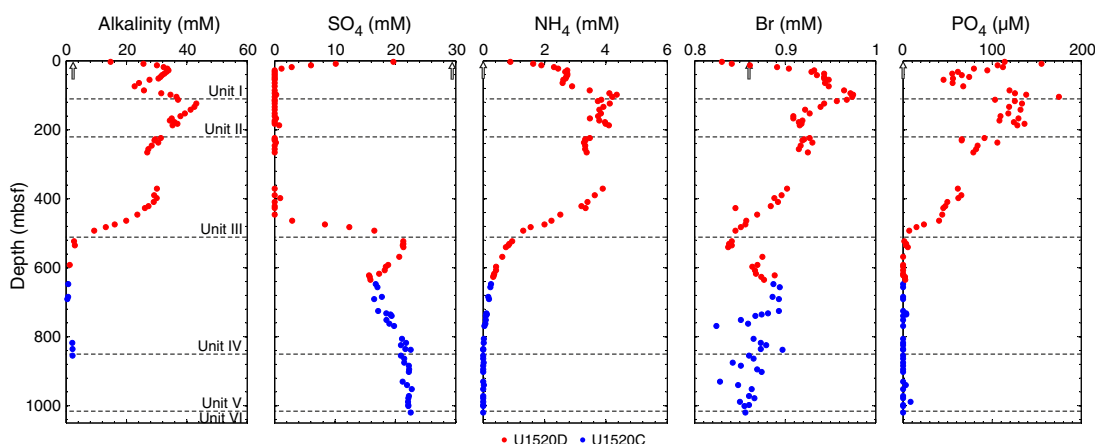 Alkalinity (mM) SO4 (mM) NH4 (mM) Br (mM) PO4 (µM)
0 20 40 60 0 10 20 30 0 2 4 6 0.8 0.9 1 0 100 200
0
Unit I
Unit II
200
400
Unit III
Depth (mbsf)
600
800
Unit IV
1000
Unit V
Unit VI
U1520D U1520C